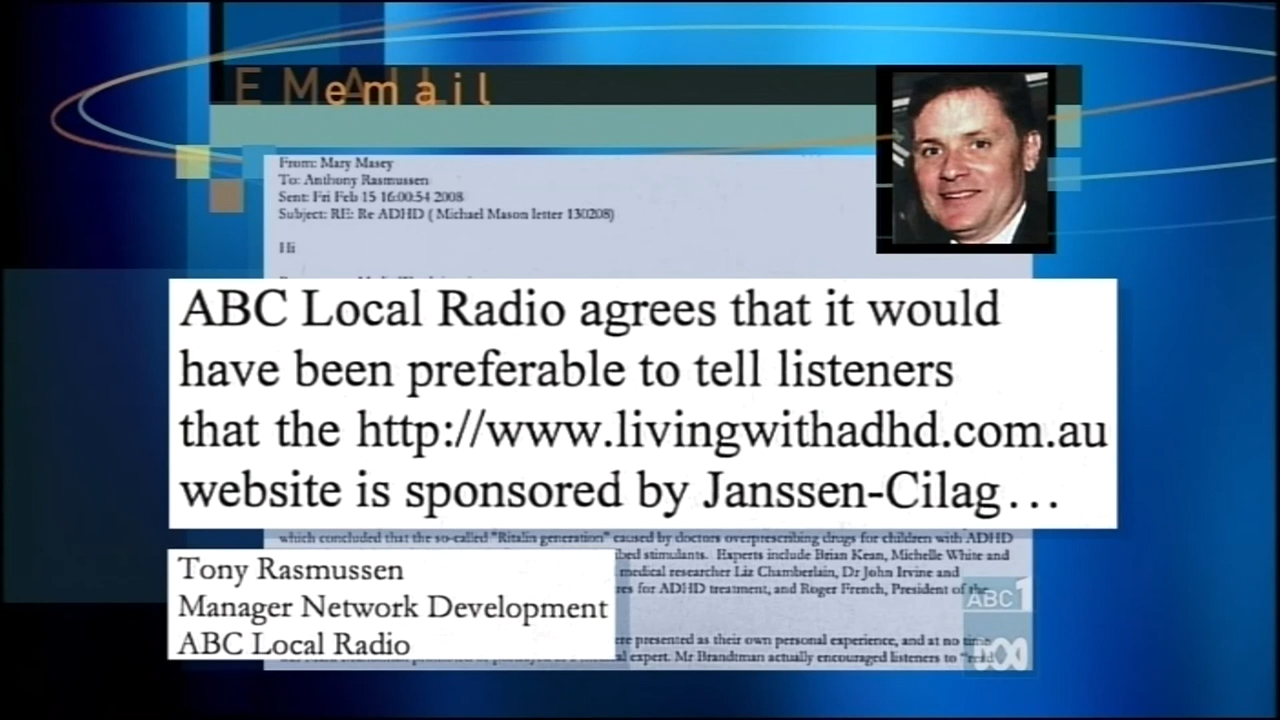 EMAIL
email
From: Mary Masey
To: Anthony Rasmussen
Sent: Fri Feb 15 16:00:54 2008
Subject: RE: Re ADHD ( Michael Mason letter 130208)
Hi
ABC Local Radio agrees that it would
have been preferable to tell listeners
that the http://www.livingwithadhd.com.au
website is sponsored by Janssen-Cilag...
which concluded that the so-called "Ritalin generation" caused by doctors overprescribing drugs for children with ADHD
stimulants. Experts include Brian Kean, Michelle White and
medical researcher Liz Chamberlain, Dr John Irvine and
for ADHD treatment, and Roger French, President of the
Tony Rasmussen
Manager Network Development
ABC Local Radio
presented as their own personal experience, and at no time
expert. Mr Brandtman actually encouraged listeners to "read
ABC1